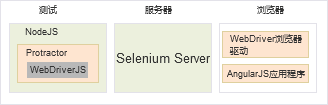 测试
服务器
浏览器
NodeJS
Protractor
WebDriverJS
Selenium Server
WebDriver浏览器
驱动
AngularJS应用程序